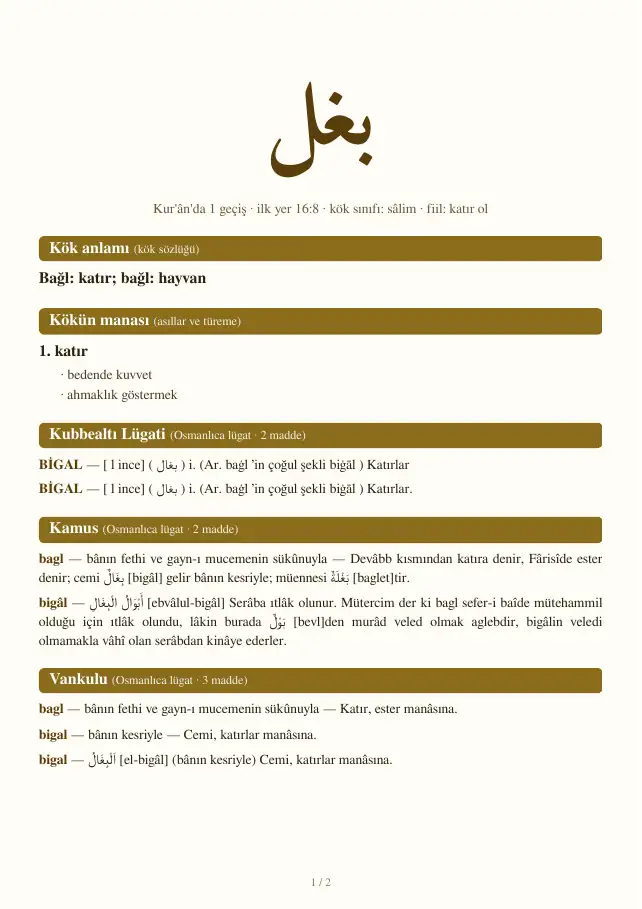 بغل
Kur'ân'da 1 geçiş · ilk yer 16:8 · kök sınıfı: sâlim · fiil: katır ol
Kök anlamı (kök sözlüğü)
Bağl: katır; bağl: hayvan
Kökün manası (asıllar ve türeme)
1. katır
· bedende kuvvet
· ahmaklık göstermek
Kubbealtı Lügati (Osmanlıca lügat · 2 madde)
BİGAL — [ l ince] ( بغال ) i. (Ar. baġl 'in çoğul şekli biġāl ) Katırlar
BİGAL — [ l ince] ( بغال ) i. (Ar. baġl 'in çoğul şekli biġāl ) Katırlar.
Kamus (Osmanlıca lügat · 2 madde)
bagl — bânın fethi ve gayn-ı mucemenin sükûnuyla — Devâbb kısmından katıra denir, Fârisîde ester
denir; cemi بِغَالٌ [bigâl] gelir bânın kesriyle; müennesi بَغْلَةٌ [baglet]tir.
bigâl — أَبْوَالُ الْبِغَالِ [ebvâlul-bigâl] Serâba ıtlâk olunur. Mütercim der ki bagl sefer-i baîde mütehammil
olduğu için ıtlâk olundu, lâkin burada بَوْلٌ [bevl]den murâd veled olmak aglebdir, bigâlin veledi
olmamakla vâhî olan serâbdan kinâye ederler.
Vankulu (Osmanlıca lügat · 3 madde)
bagl — bânın fethi ve gayn-ı mucemenin sükûnuyla — Katır, ester manâsına.
bigal — bânın kesriyle — Cemi, katırlar manâsına.
bigal — اَلْبِغَالُ [el-bigâl] (bânın kesriyle) Cemi, katırlar manâsına.
1 / 2